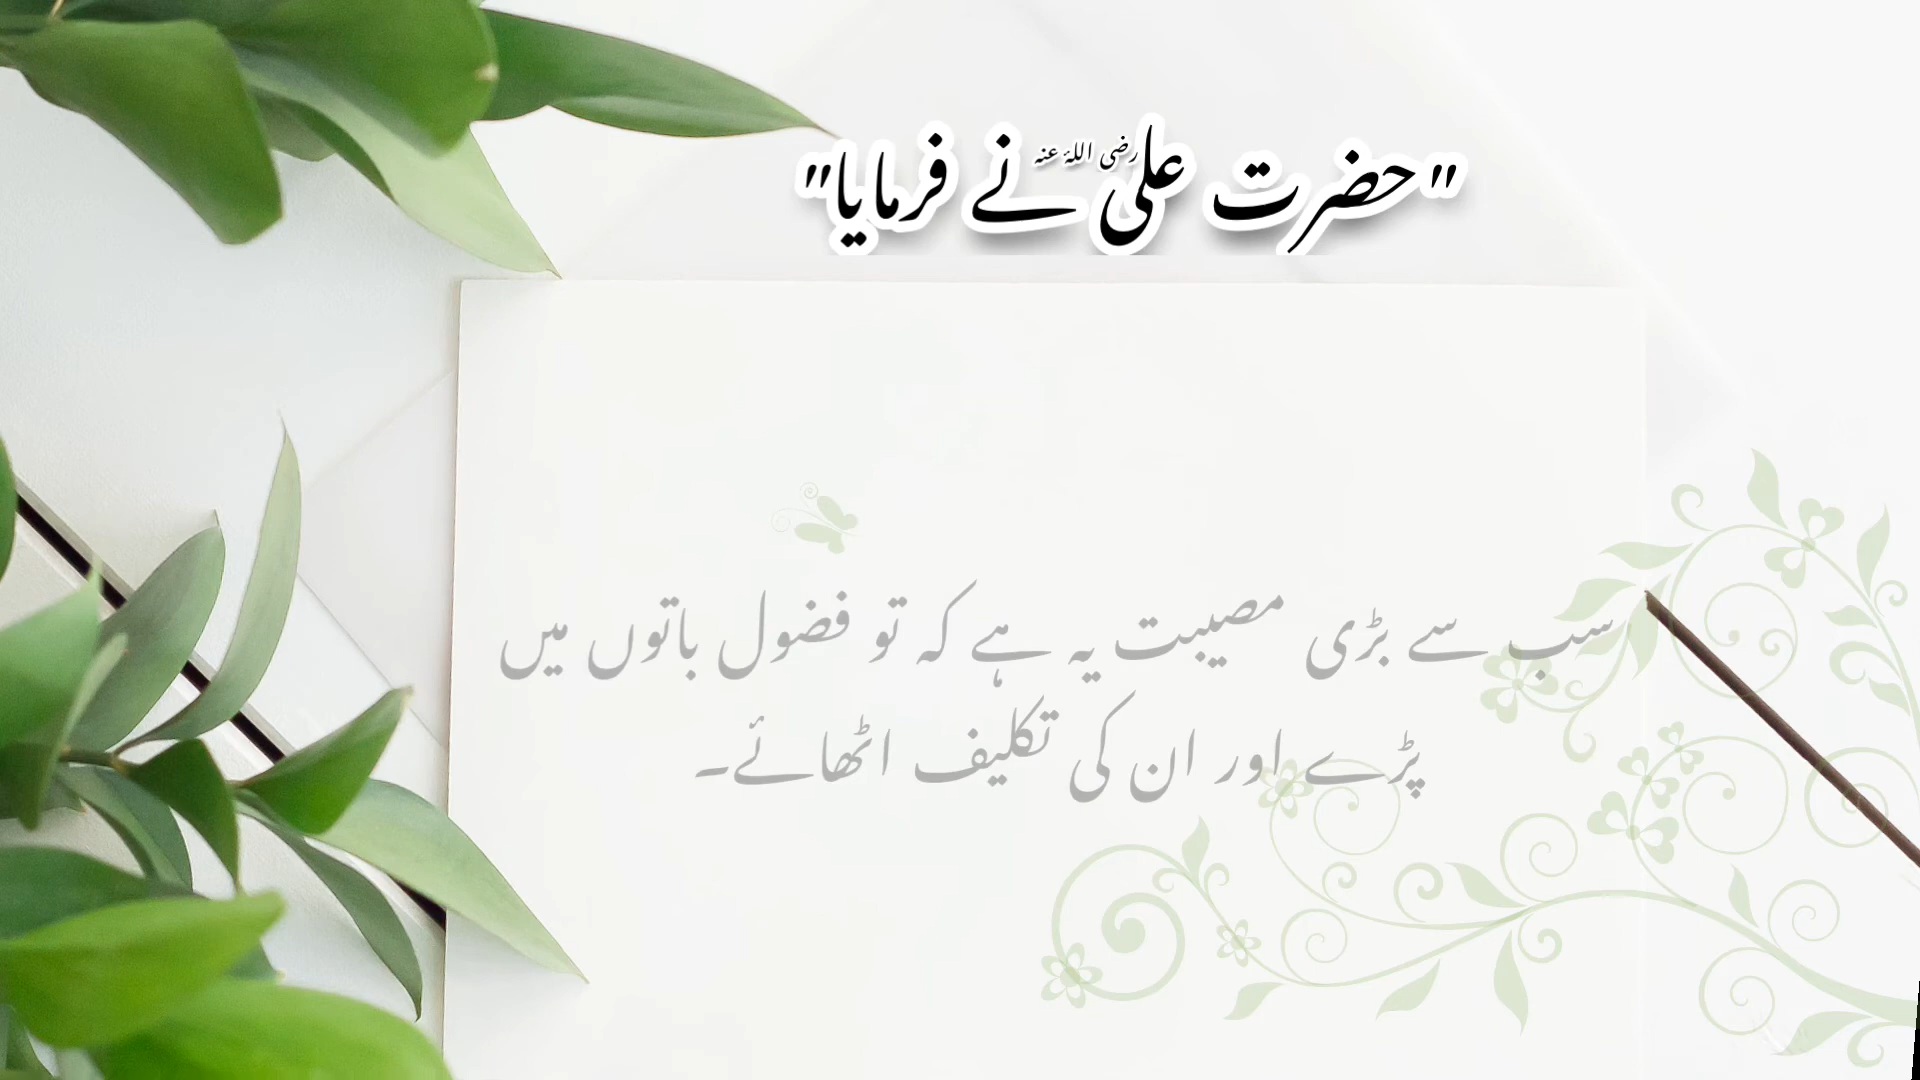 "حضرت علی رضی اللہ عنہ نے فرمایا"
سب سے بڑی مصیبت یہ ہے کہ تو فضول باتوں میں
پڑے اور ان کی تکلیف اٹھائے۔